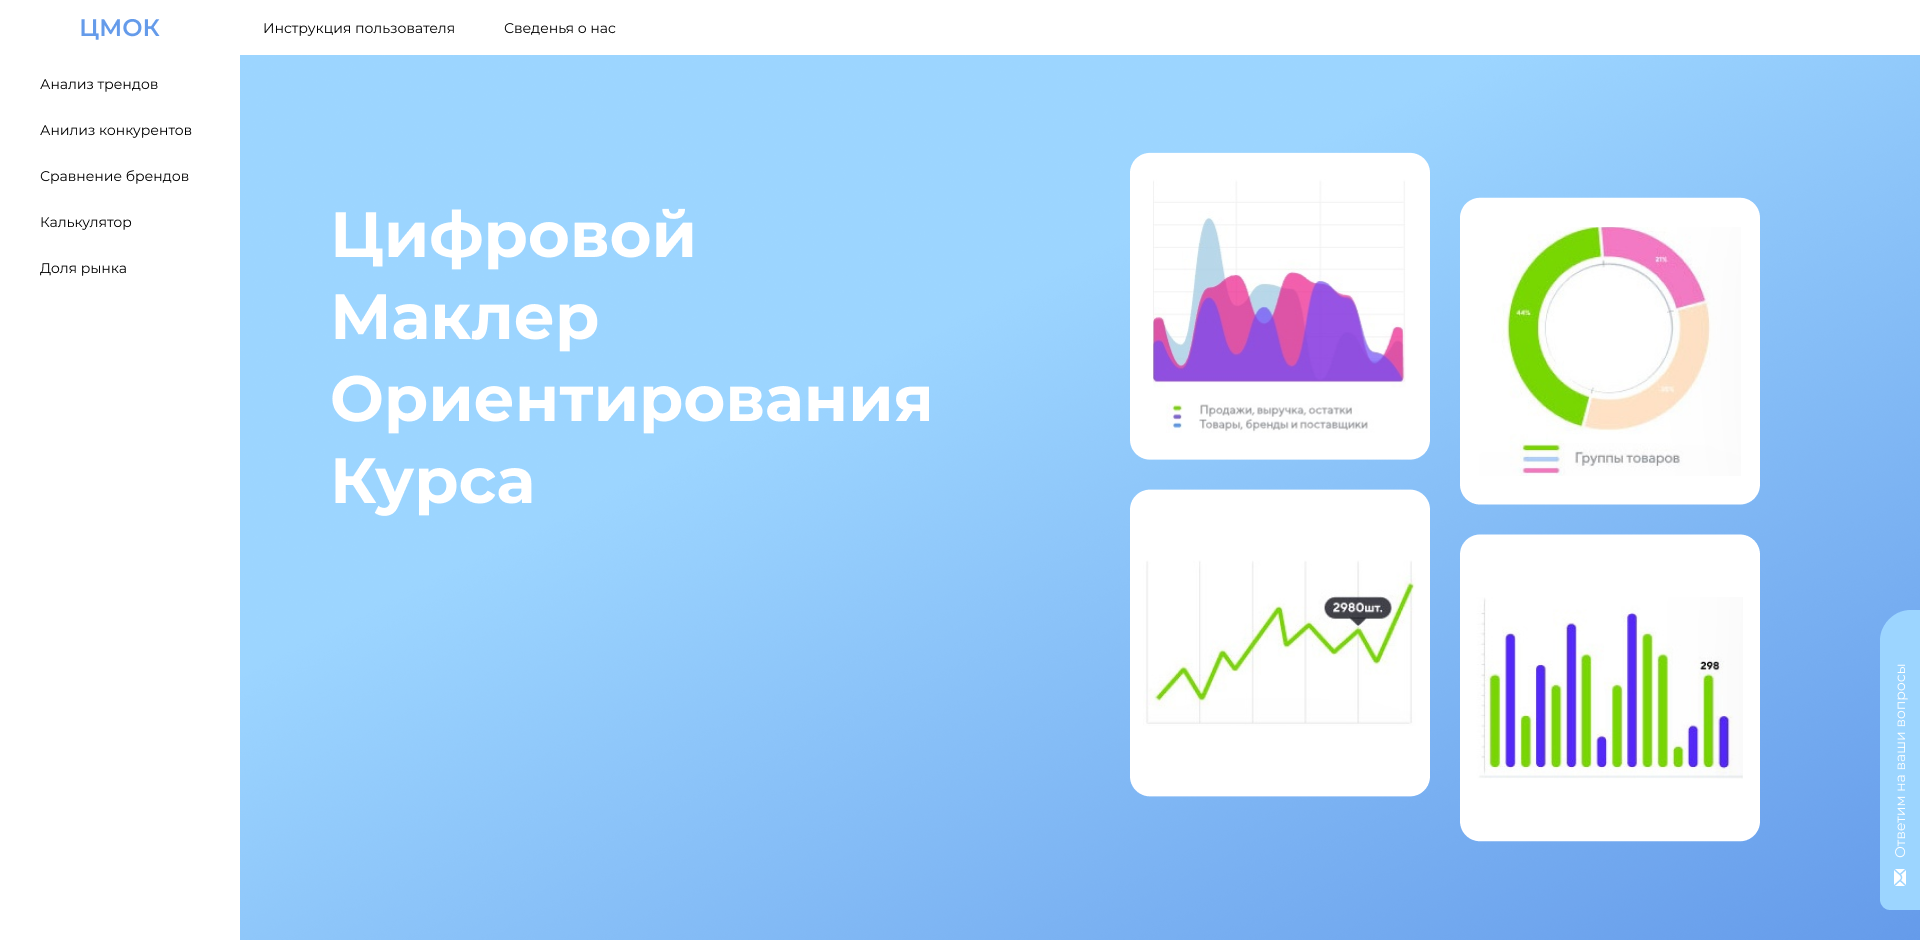 ЦМОК
Инструкция пользователя
Сведенья о нас
Анализ трендов
Анилиз конкурентов
Сравнение брендов
Калькулятор
Доля рынка
Цифровой
Маклер
Ориентирования
Курса
Продажи, выручка, остатки
Товары, бренды и поставщики
21%
44%
Группы товаров
2980шт.
298
Ответим на ваши вопросы